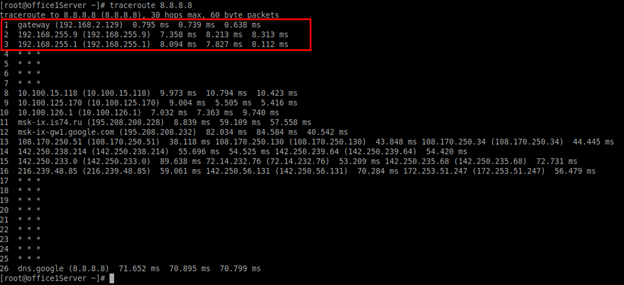 [root@office1Server ~]# traceroute 8.8.8.8
traceroute to 8.8.8.8 (8.8.8.8), 30 hops max, 60 byte packets
1 gateway (192.168.2.129) 0.795 ms 0.739 ms 0.638 ms
2 192.168.255.9 (192.168.255.9) 7.358 ms 8.213 ms 8.313 ms
3 192.168.255.1 (192.168.255.1) 8.094 ms 7.827 ms 8.112 ms
4 * * *
5 * * *
6 * * *
7 * * *
8 10.100.15.118 (10.100.15.118) 9.973 ms 10.794 ms 10.423 ms
9 10.100.125.170 (10.100.125.170) 9.004 ms 5.505 ms 5.416 ms
10 10.100.126.1 (10.100.126.1) 7.032 ms 7.363 ms 9.740 ms
11 msk-ix.is74.ru (195.208.208.228) 8.839 ms 59.109 ms 57.558 ms
12 msk-ix-gw1.google.com (195.208.208.232) 82.034 ms 84.584 ms 40.542 ms
13 108.170.250.51 (108.170.250.51) 38.118 ms 108.170.250.130 (108.170.250.130) 43.848 ms 108.170.250.34 (108.170.250.34) 44.445 ms
14 142.250.238.214 (142.250.238.214) 55.696 ms 54.525 ms 142.250.239.64 (142.250.239.64) 54.420 ms
15 142.250.233.0 (142.250.233.0) 89.638 ms 72.14.232.76 (72.14.232.76) 53.209 ms 142.250.235.68 (142.250.235.68) 72.731 ms
16 216.239.48.85 (216.239.48.85) 59.061 ms 142.250.56.131 (142.250.56.131) 70.284 ms 172.253.51.247 (172.253.51.247) 56.479 ms
17 * * *
18 * * *
19 * * *
20 * * *
21 * * *
22 * * *
23 * * *
24 * * *
25 * * *
26 dns.google (8.8.8.8) 71.652 ms 70.895 ms 70.799 ms
[root@office1Server ~]#